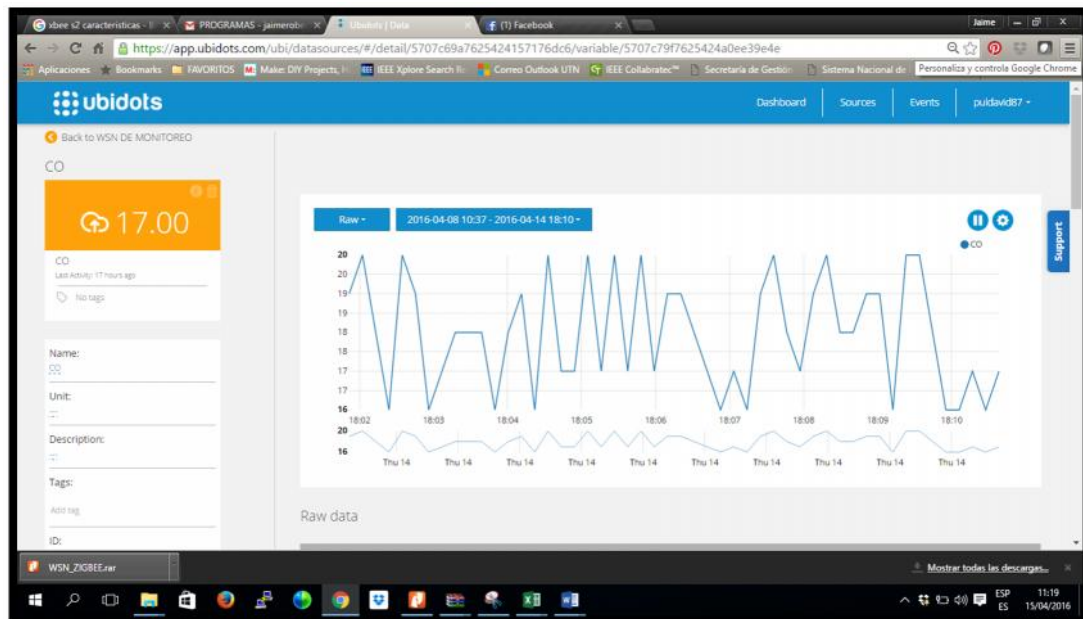 xbee s2 caracteristicas - B
PROGRAMAS - jaimerobe
Ubidots | Data
(1) Facebook
Jaime
https://app.ubidots.com/ubi/datasources/#/detail/5707c69a7625424157176dc6/variable/5707c79f7625424a0ee39e4e
Aplicaciones
Bookmarks
FAVORITOS
Make: DIY Projects, H
IEEE Xplore Search R
Correo Outlook UTN
IEEE Collabratec™
Secretaría de Gestión
Sistema Nacional de
Personaliza y controla Google Chrome
ubidots
Dashboard
Sources
Events
puldavid87
Back to WSN DE MONITOREO
CO
17.00
CO
Last Activity: 17 hours ago
No tags
Name:
CO
Unit:
Description:
Tags:
Add tag
ID:
Raw
2016-04-08 10:37 - 2016-04-14 18:10
CO
Support
20
20
19
19
18
18
17
17
16
18:02 18:03 18:04 18:05 18:06 18:07 18:08 18:09 18:10
20
16
Thu 14 Thu 14 Thu 14 Thu 14 Thu 14 Thu 14 Thu 14 Thu 14 Thu 14 Thu 14
Raw data
WSN_ZIGBEE.rar
Mostrar todas las descargas...
ESP
ES
11:19
15/04/2016